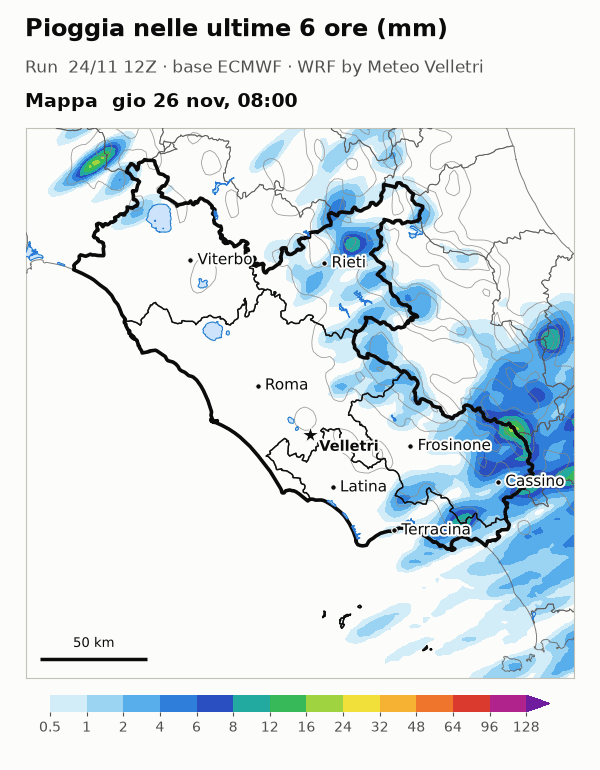 Pioggia nelle ultime 6 ore (mm)
Run 24/11 12Z · base ECMWF · WRF by Meteo Velletri
Mappa gio 26 nov, 08:00
Viterbo
Rieti
Roma
Velletri
Frosinone
Latina
Cassino
Terracina
50 km
0.5 1 2 4 6 8 12 16 24 32 48 64 96 128